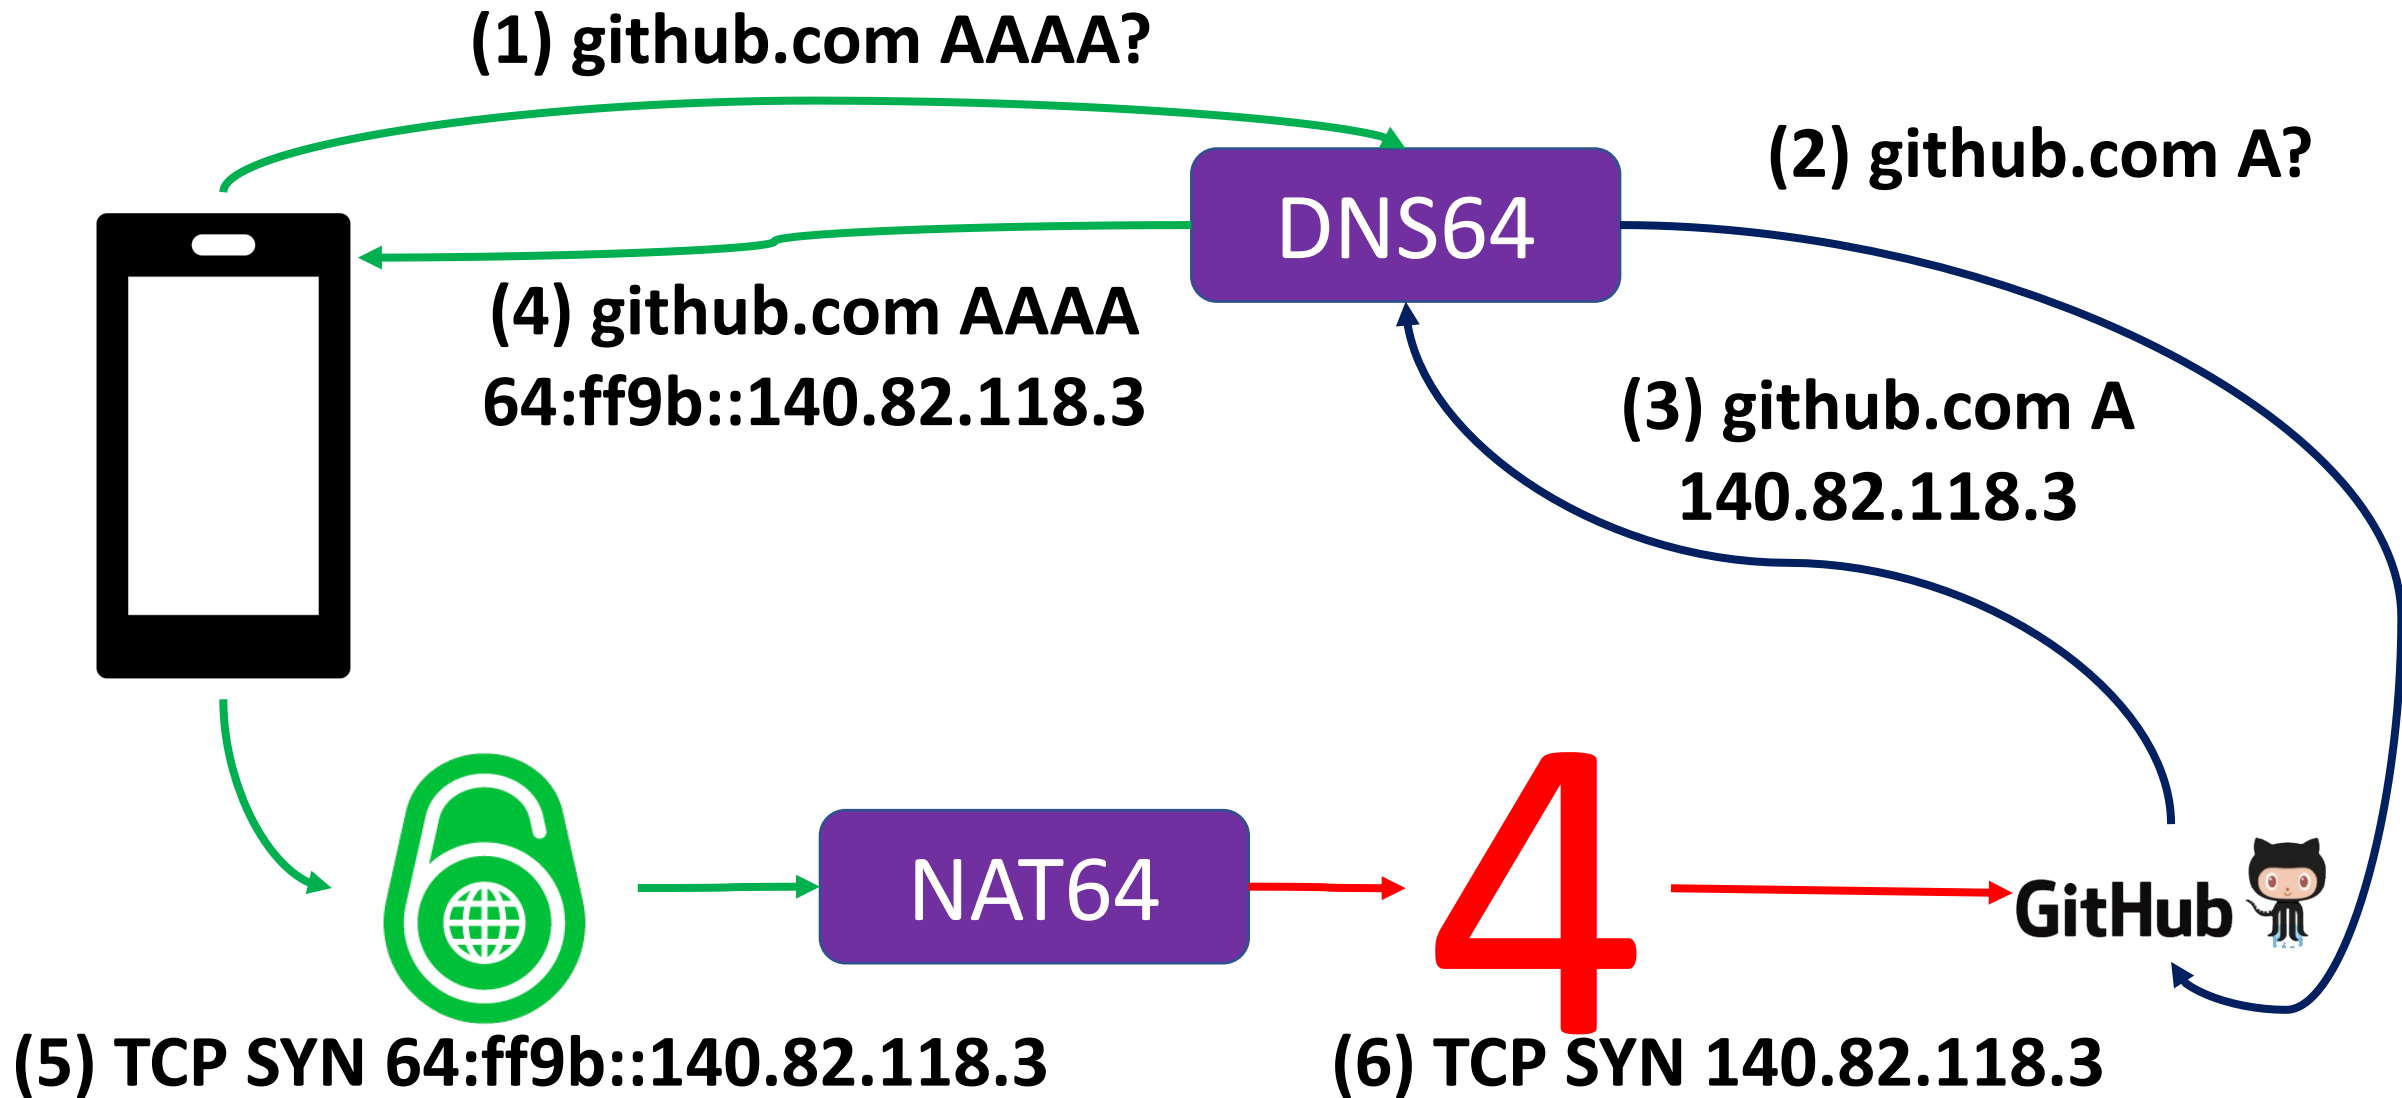 (1) github.com AAAA?
(2) github.com A?
DNS64
(4) github.com AAAA
64:ff9b::140.82.118.3
(3) github.com A
140.82.118.3
NAT64
4
GitHub
(5) TCP SYN 64:ff9b::140.82.118.3
(6) TCP SYN 140.82.118.3